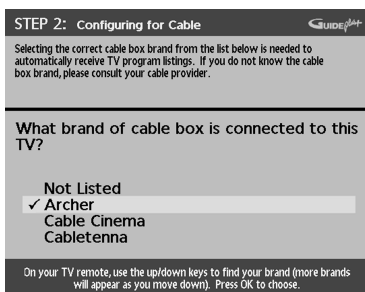 STEP 2: Configuring for Cable
GUIDE Plus+
Selecting the correct cable box brand from the list below is needed to
automatically receive TV program listings. If you do not know the cable
box brand, please consult your cable provider.
What brand of cable box is connected to this
TV?
Not Listed
✓ Archer
Cable Cinema
Cabletenna
On your TV remote, use the up/down keys to find your brand (more brands
will appear as you move down). Press OK to choose.